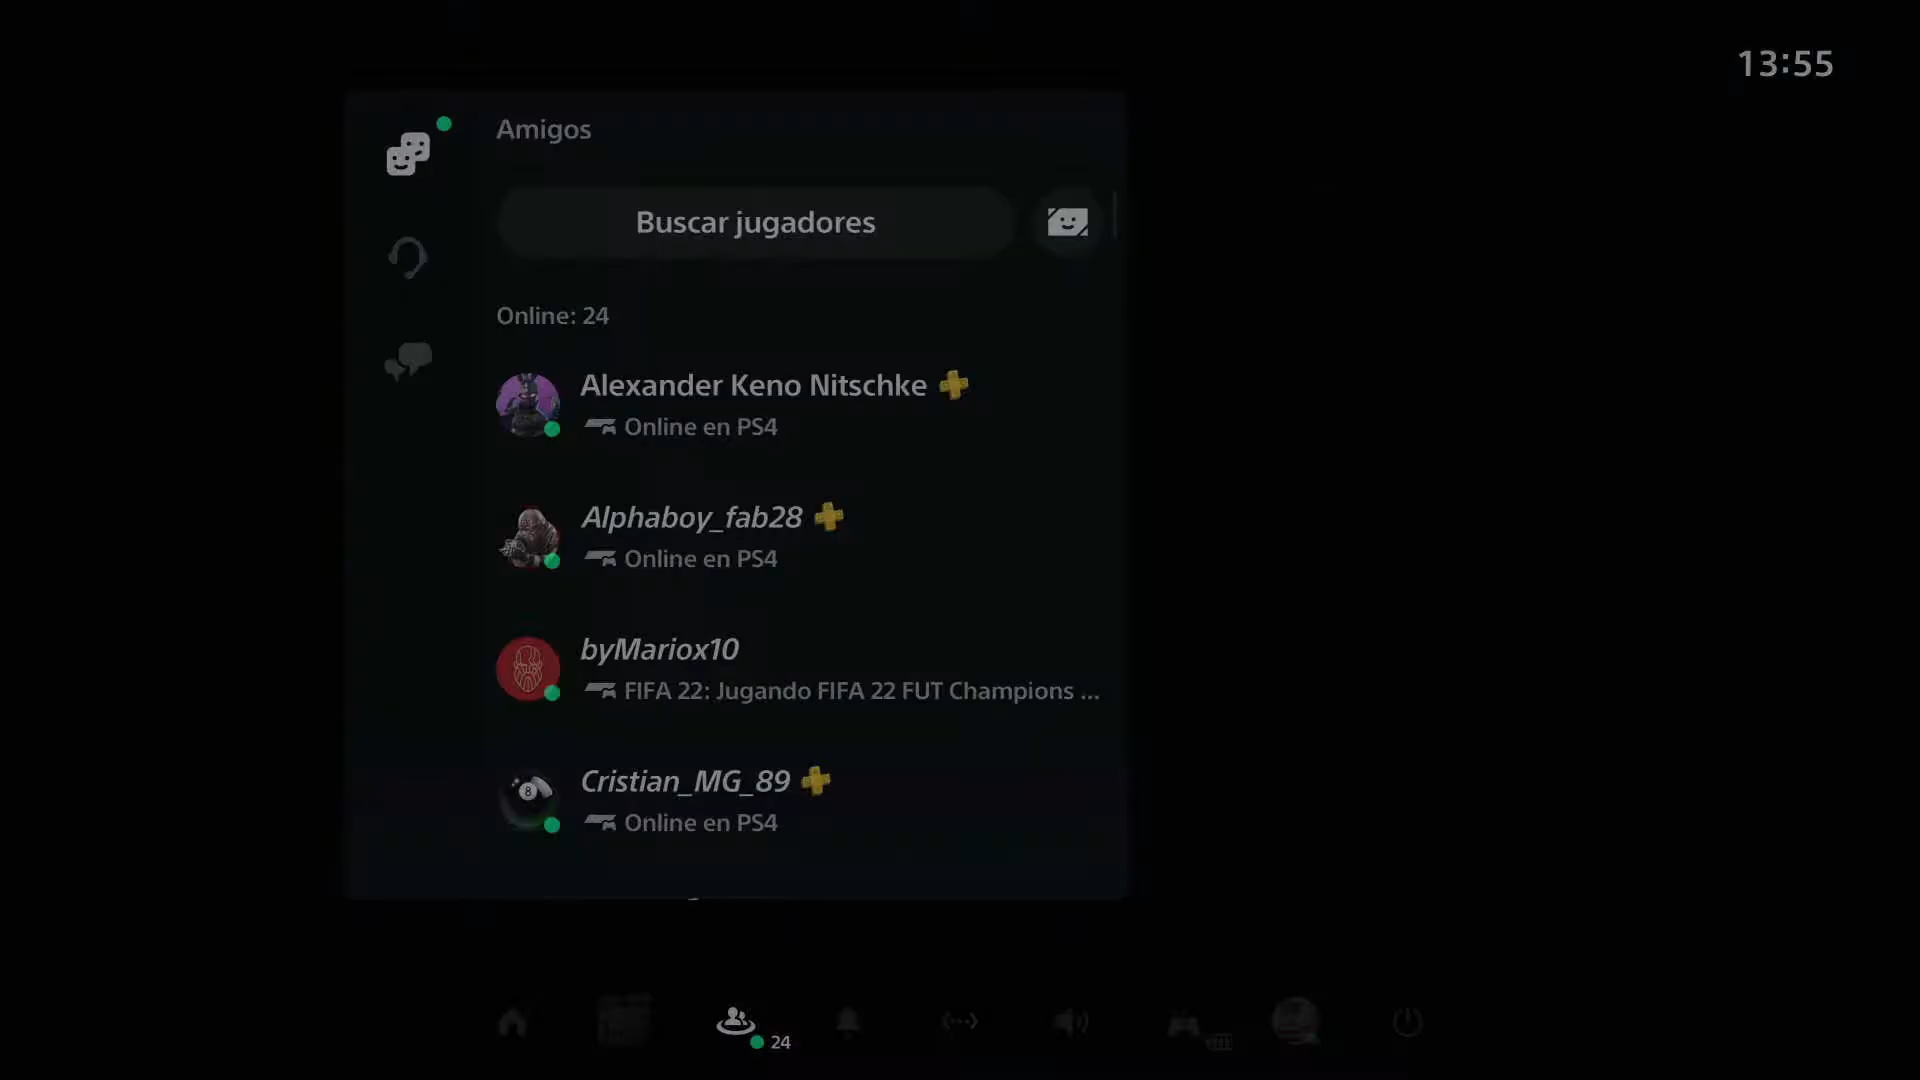 13:55
Amigos
Buscar jugadores
Online: 24
Alexander Keno Nitschke
Online en PS4
Alphaboy_fab28
Online en PS4
byMariox10
FIFA 22: Jugando FIFA 22 FUT Champions ...
8
Cristian_MG_89
Online en PS4
24